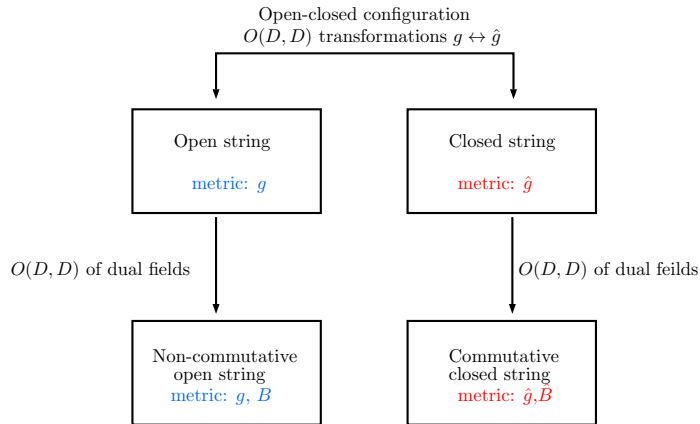 Open-closed configuration
O(D, D) transformations g ↔ ĝ
Open string
metric: g
Closed string
metric: ĝ
O(D, D) of dual fields
O(D, D) of dual feilds
Non-commutative
open string
metric: g, B
Commutative
closed string
metric: ĝ,B